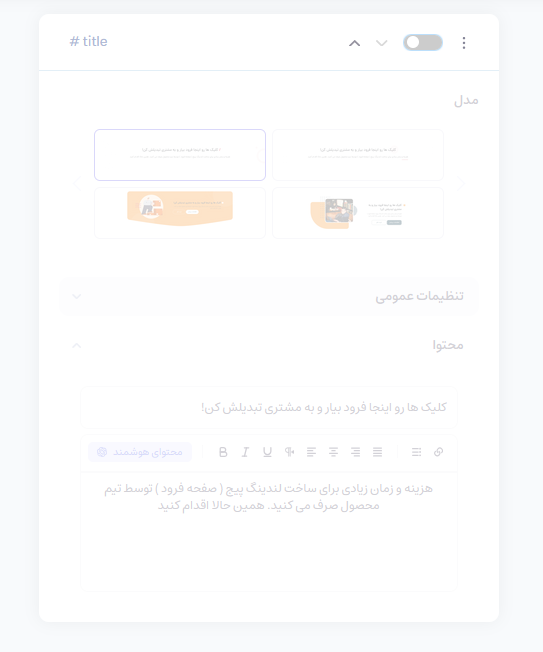 # title
مدل
تنظیمات عمومی
محتوا
کلیک ها رو اینجا فرود بیار و به مشتری تبدیلش کن!
محتوای هوشمند
هزینه و زمان زیادی برای ساخت لندینگ پیج ( صفحه فرود ) توسط تیم
محصول صرف می کنید. همین حالا اقدام کنید